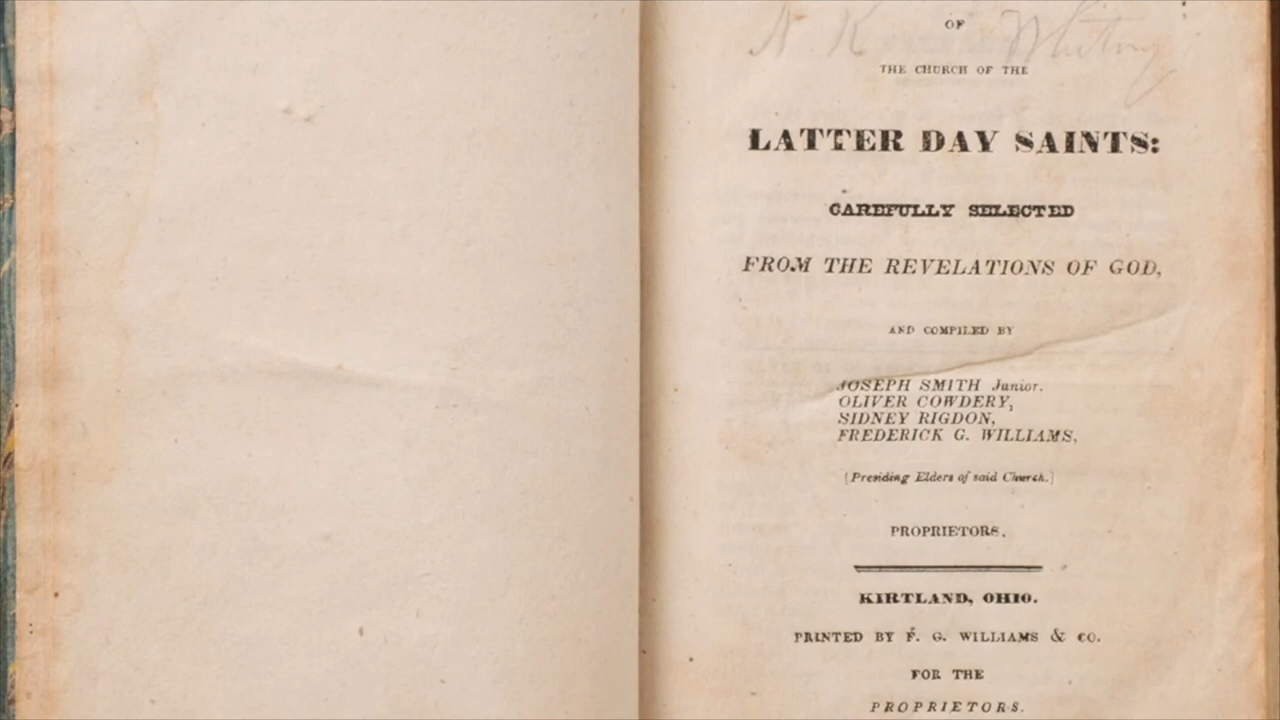 N K Whitney
OF
THE CHURCH OF THE
LATTER DAY SAINTS:
CAREFULLY SELECTED
FROM THE REVELATIONS OF GOD,
AND COMPILED BY
JOSEPH SMITH Junior.
OLIVER COWDERY,
SIDNEY RIGDON,
FREDERICK G. WILLIAMS,
[Presiding Elders of said Church.]
PROPRIETORS.
KIRTLAND, OHIO.
PRINTED BY F. G. WILLIAMS & CO.
FOR THE
PROPRIETORS.